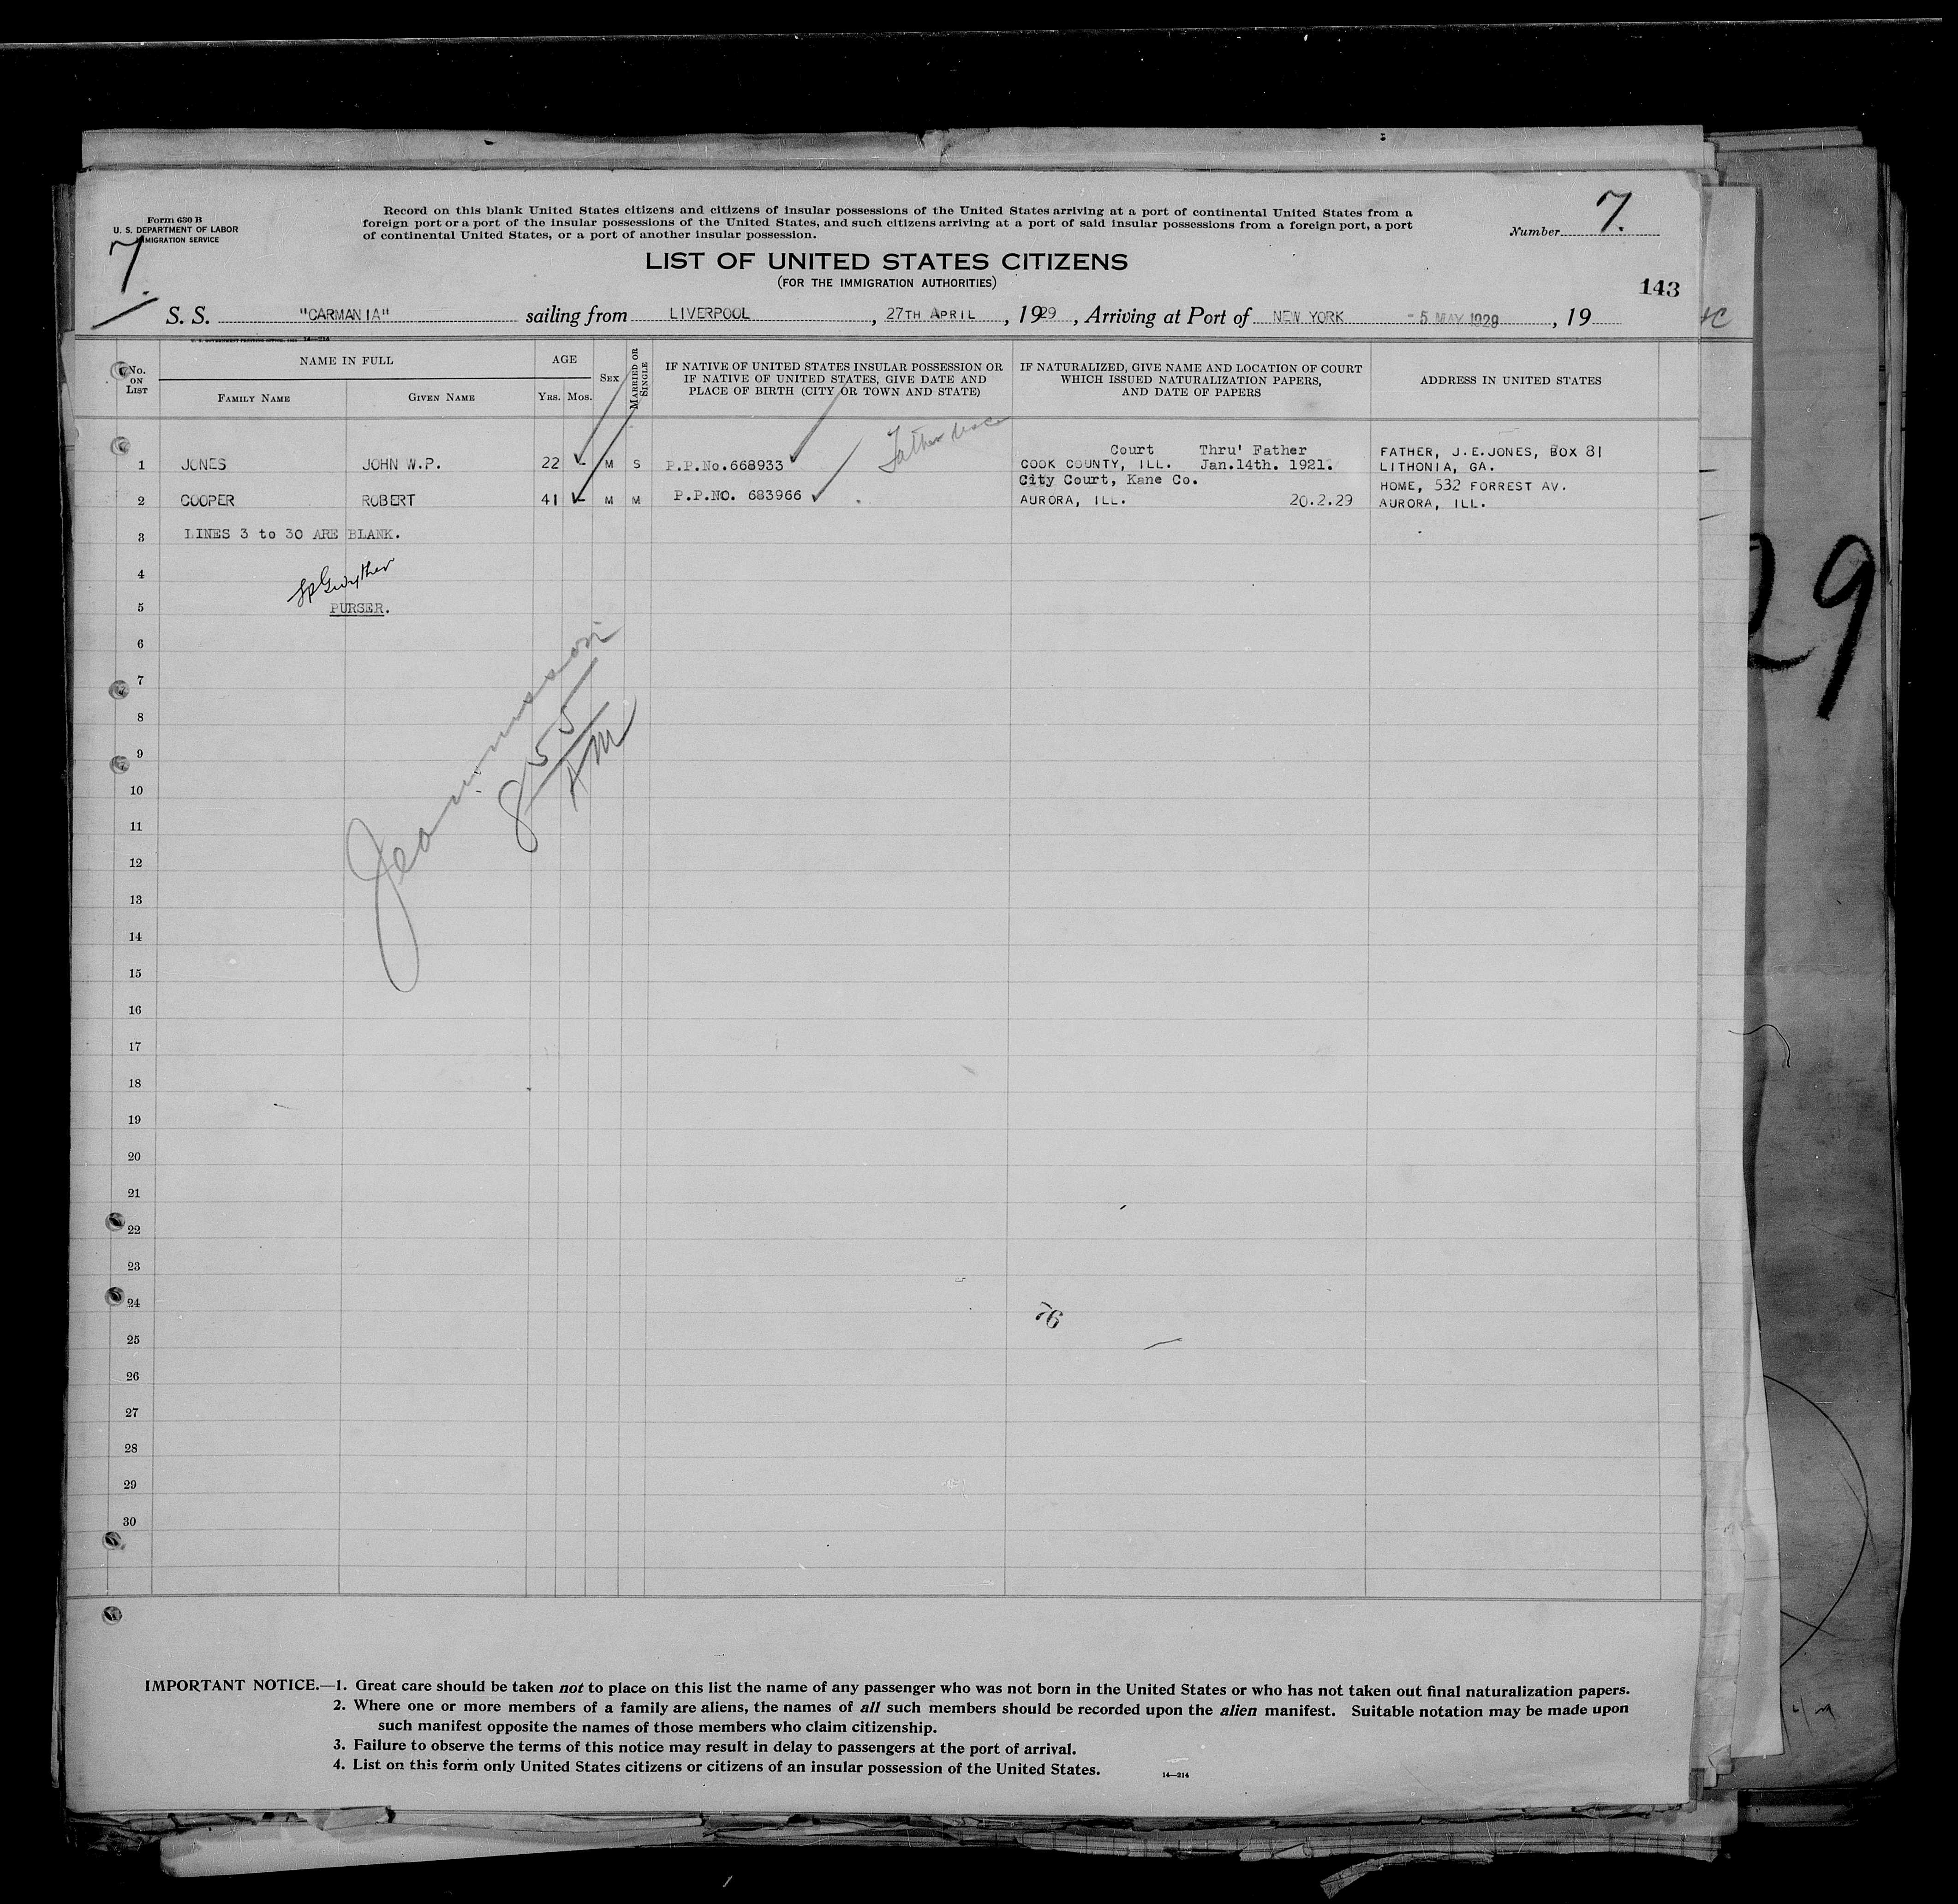 Form 630 B
U. S. DEPARTMENT OF LABOR
IMMIGRATION SERVICE
7.
Record on this blank United States citizens and citizens of insular possessions of the United States arriving at a port of continental United States from a
foreign port or a port of the insular possessions of the United States, and such citizens arriving at a port of said insular possessions from a foreign port, a port
of continental United States, or a port of another insular possession.
Number 7.
LIST OF UNITED STATES CITIZENS
(FOR THE IMMIGRATION AUTHORITIES)
143
S. S. "CARMANIA" sailing from LIVERPOOL, 27TH APRIL, 1929, Arriving at Port of NEW YORK -5 MAY 1929, 19
No. ON LIST
NAME IN FULL
FAMILY NAME
GIVEN NAME
AGE
YRS. MOS.
SEX
MARRIED OR SINGLE
IF NATIVE OF UNITED STATES INSULAR POSSESSION OR
IF NATIVE OF UNITED STATES, GIVE DATE AND
PLACE OF BIRTH (CITY OR TOWN AND STATE)
IF NATURALIZED, GIVE NAME AND LOCATION OF COURT
WHICH ISSUED NATURALIZATION PAPERS,
AND DATE OF PAPERS
ADDRESS IN UNITED STATES
Father
Court Thru' Father FATHER, J.E.JONES, BOX 81
1 JONES JOHN W.P. 22 - M S P.P.No.668933 COOK COUNTY, ILL. Jan.14th. 1921. LITHONIA, GA.
City Court, Kane Co. HOME, 532 FORREST AV.
2 COOPER ROBERT 41 - M M P.P.NO. 683966 AURORA, ILL. 20.2.29 AURORA, ILL.
3 LINES 3 to 30 ARE BLANK.
4 Gwyther
5 PURSER.
6
7
8
9
10
11
12
13
14
15
16
17
18
19
20
21
22
23
24
25
26
27
28
29
30
8 55
AM
76
29
IMPORTANT NOTICE.—1. Great care should be taken not to place on this list the name of any passenger who was not born in the United States or who has not taken out final naturalization papers.
2. Where one or more members of a family are aliens, the names of all such members should be recorded upon the alien manifest. Suitable notation may be made upon
such manifest opposite the names of those members who claim citizenship.
3. Failure to observe the terms of this notice may result in delay to passengers at the port of arrival.
4. List on this form only United States citizens or citizens of an insular possession of the United States.
14—214